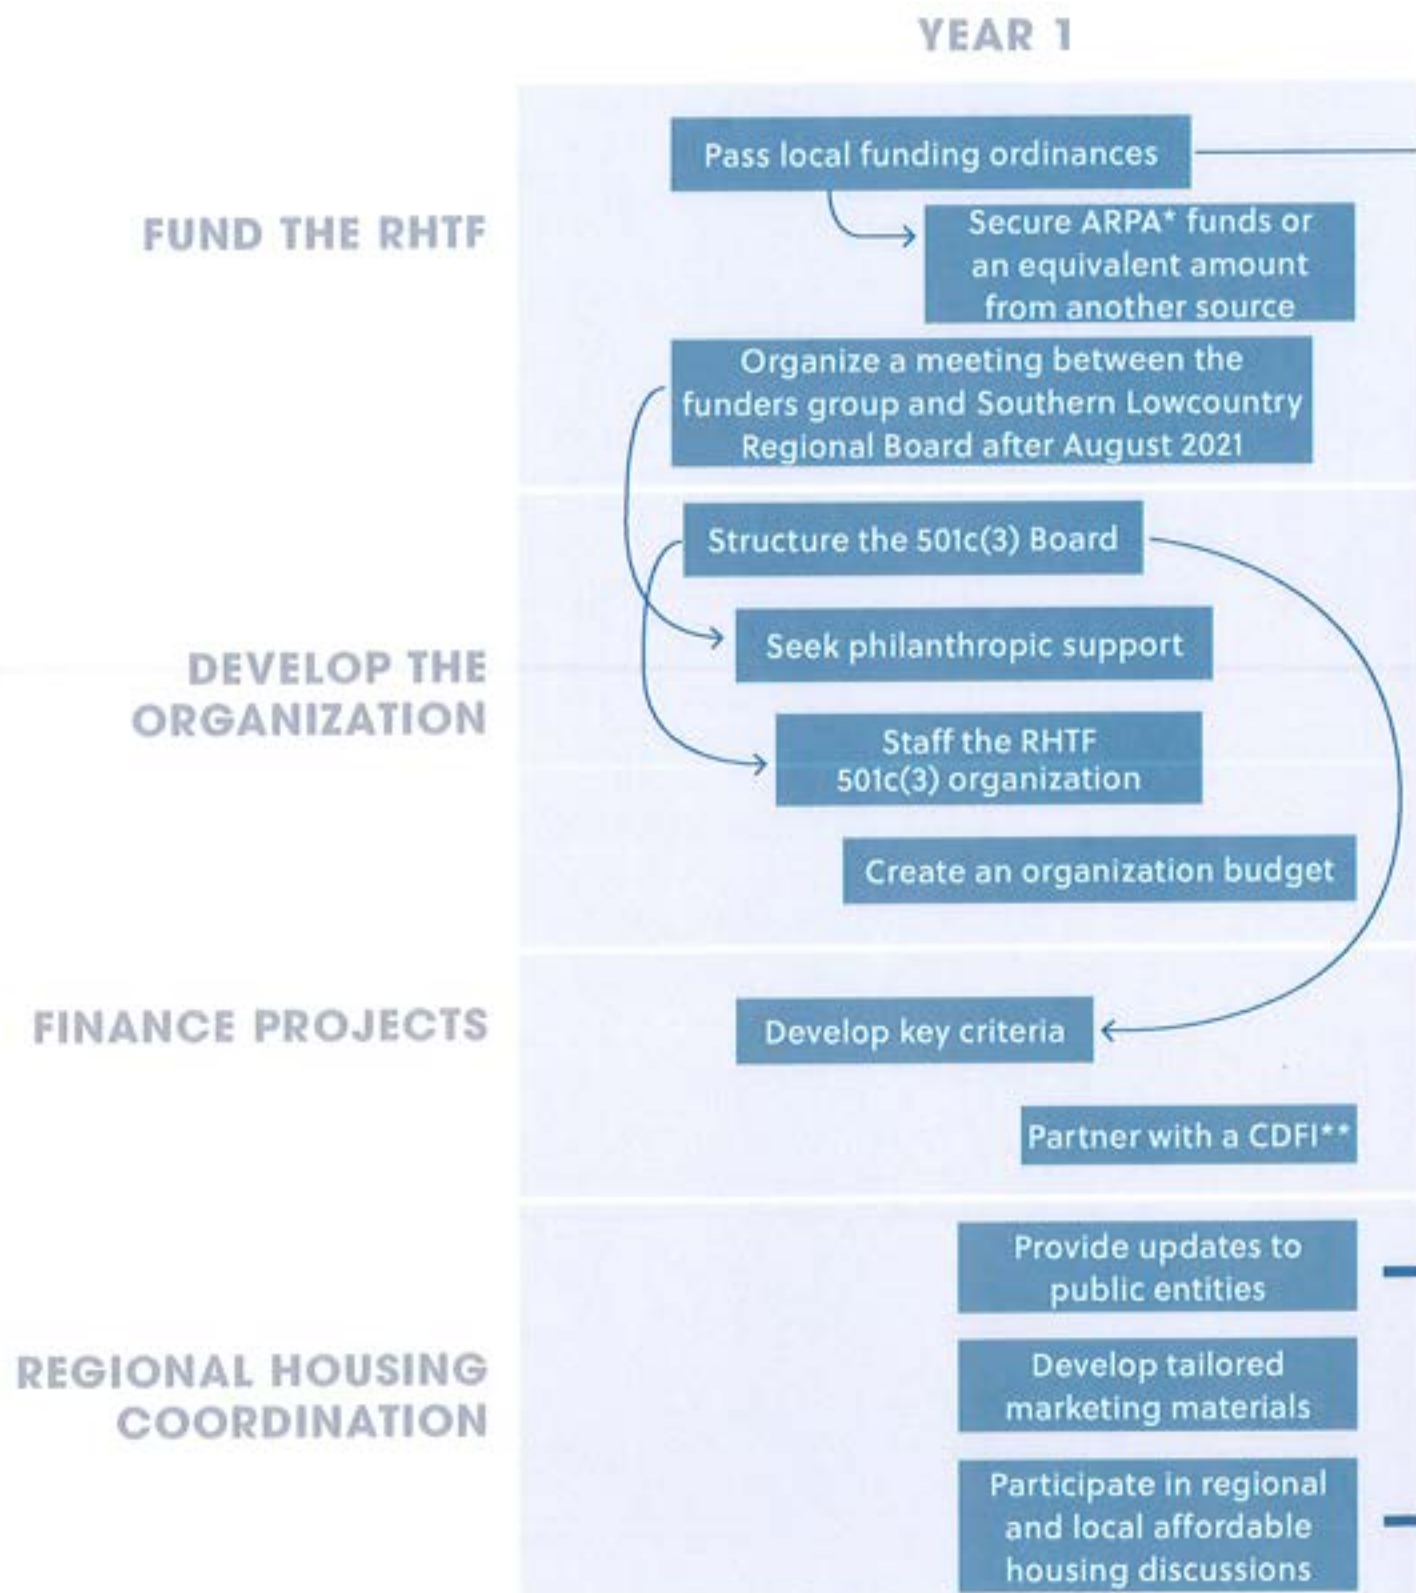 YEAR 1
FUND THE RHTF
Pass local funding ordinances
Secure ARPA* funds or
an equivalent amount
from another source
Organize a meeting between the
funders group and Southern Lowcountry
Regional Board after August 2021
DEVELOP THE
ORGANIZATION
Structure the 501c(3) Board
Seek philanthropic support
Staff the RHTF
501c(3) organization
Create an organization budget
FINANCE PROJECTS
Develop key criteria
Partner with a CDFI**
REGIONAL HOUSING
COORDINATION
Provide updates to
public entities
Develop tailored
marketing materials
Participate in regional
and local affordable
housing discussions